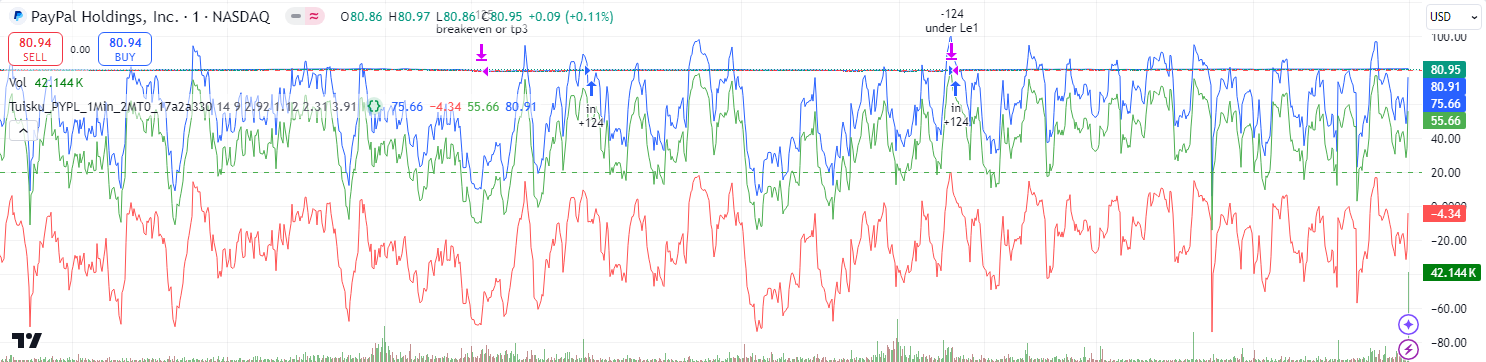 PayPal Holdings, Inc. · 1 · NASDAQ O80.86 H80.97 L80.86 C80.95 +0.09 (+0.11%)
USD
80.94
SELL
0.00
80.94
BUY
Vol 42.144 K
Tuisku_PYPL_1Min_2MT0_17a2a330 14 9 2.92 1.12 2.31 3.91 {} 75.66 −4.34 55.66 80.91
breakeven or tp3
in
+124
-124
under Le1
in
+124
100.00
80.95
80.91
75.66
55.66
40.00
20.00
0.0000
−4.34
−20.00
42.144 K
−60.00
−80.00